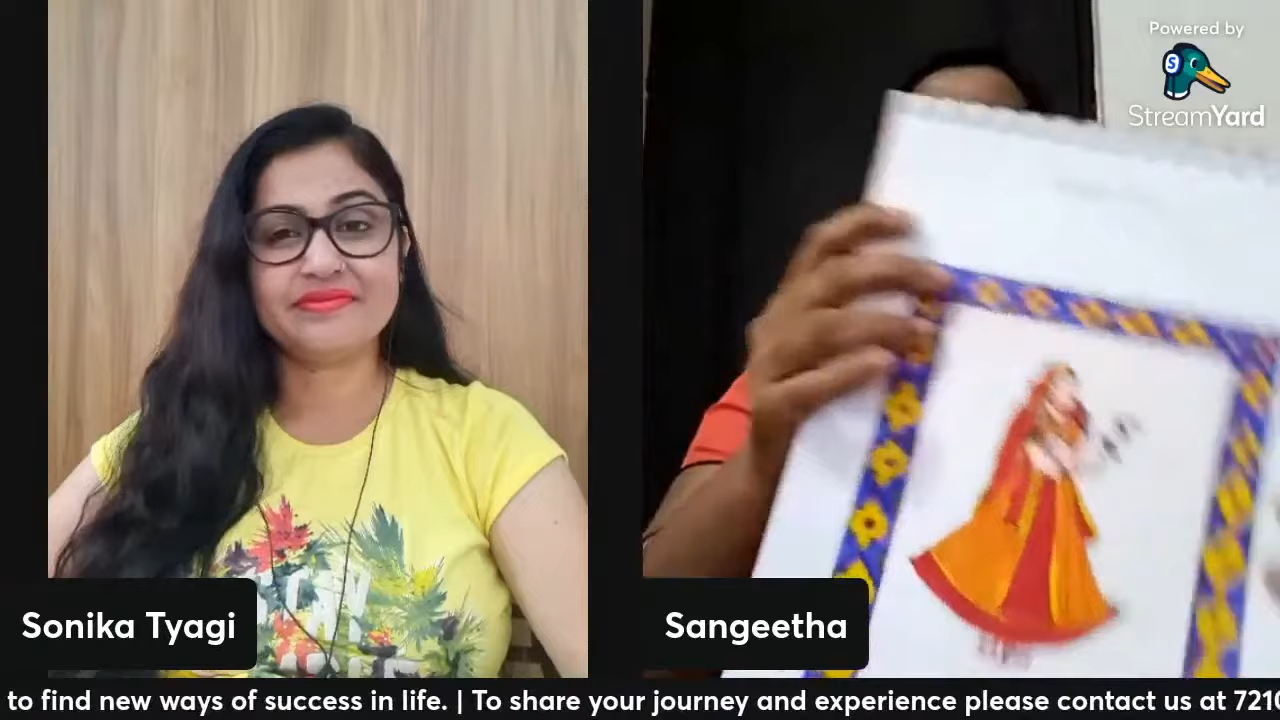 Powered by
StreamYard
Sonika Tyagi
Sangeetha
to find new ways of success in life. | To share your journey and experience please contact us at 721